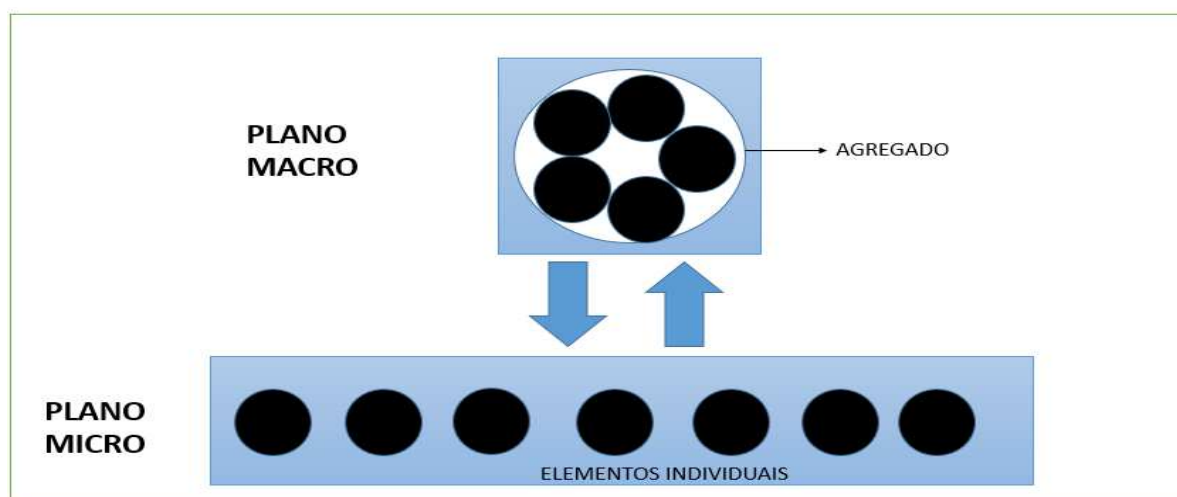 PLANO
MACRO
AGREGADO
PLANO
MICRO
ELEMENTOS INDIVIDUAIS